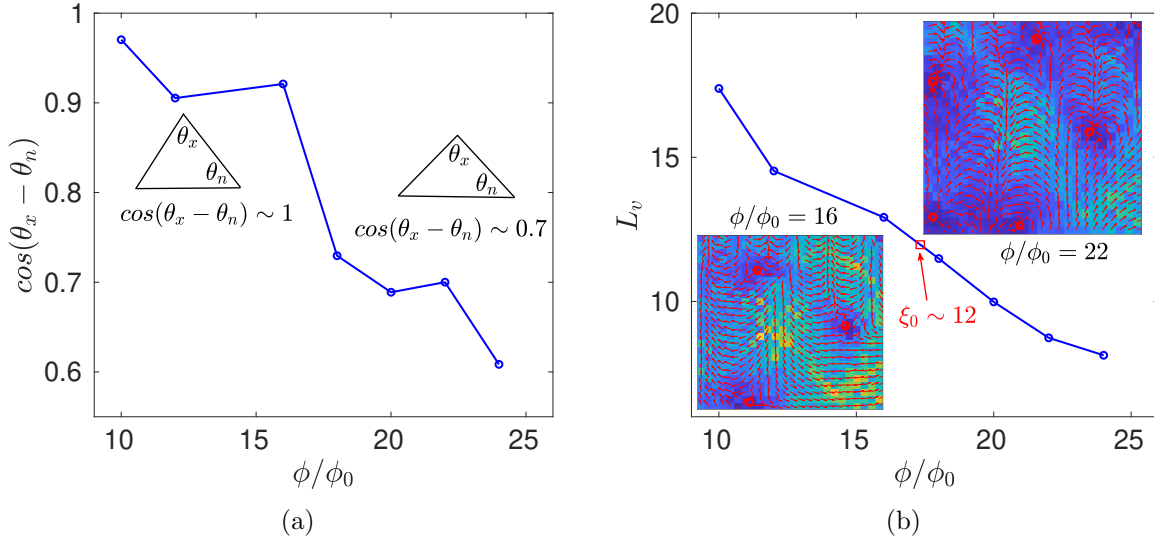 1
0.9
0.8
0.7
0.6
cos(θₓ − θₙ)
θₓ
θₙ
cos(θₓ − θₙ) ∼ 1
θₓ
θₙ
cos(θₓ − θₙ) ∼ 0.7
10 15 20 25
ϕ/ϕ₀
(a)
20
15
10
Lᵥ
ϕ/ϕ₀ = 16
ϕ/ϕ₀ = 22
ξ₀ ∼ 12
10 15 20 25
ϕ/ϕ₀
(b)